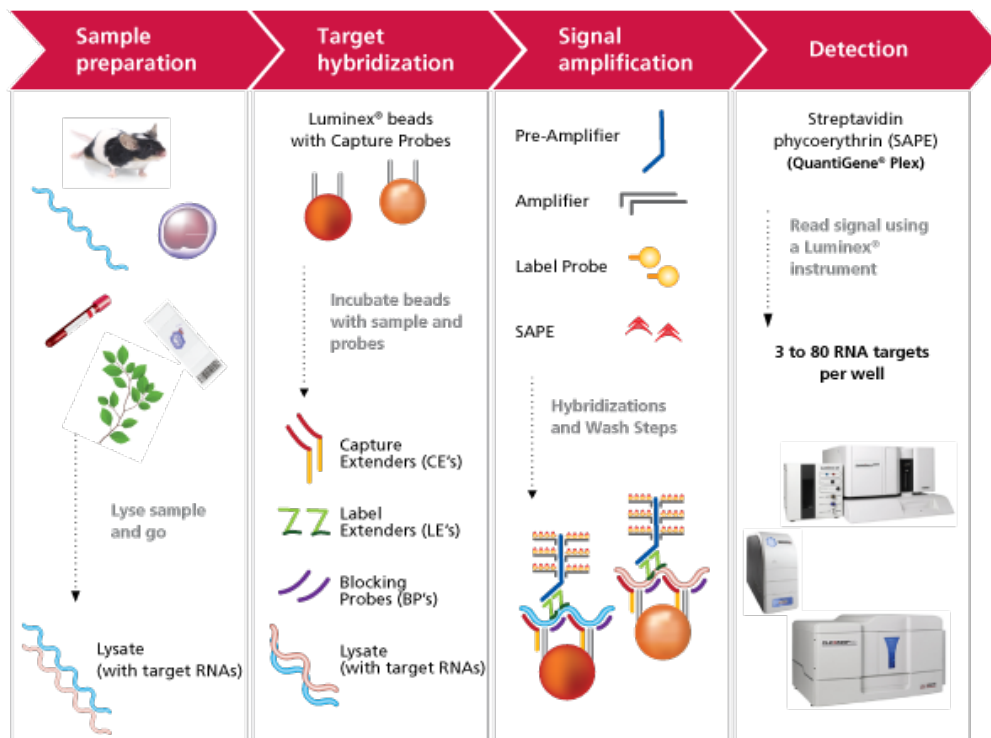 Sample
preparation
Target
hybridization
Signal
amplification
Detection
Luminex® beads
with Capture Probes
Incubate beads
with sample and
probes
Capture
Extenders (CE's)
Label
Extenders (LE's)
Blocking
Probes (BP's)
Lysate
(with target RNAs)
Lyse sample
and go
Lysate
(with target RNAs)
Pre-Amplifier
Amplifier
Label Probe
SAPE
Hybridizations
and Wash Steps
Streptavidin
phycoerythrin (SAPE)
(QuantiGene® Plex)
Read signal using
a Luminex®
instrument
3 to 80 RNA targets
per well